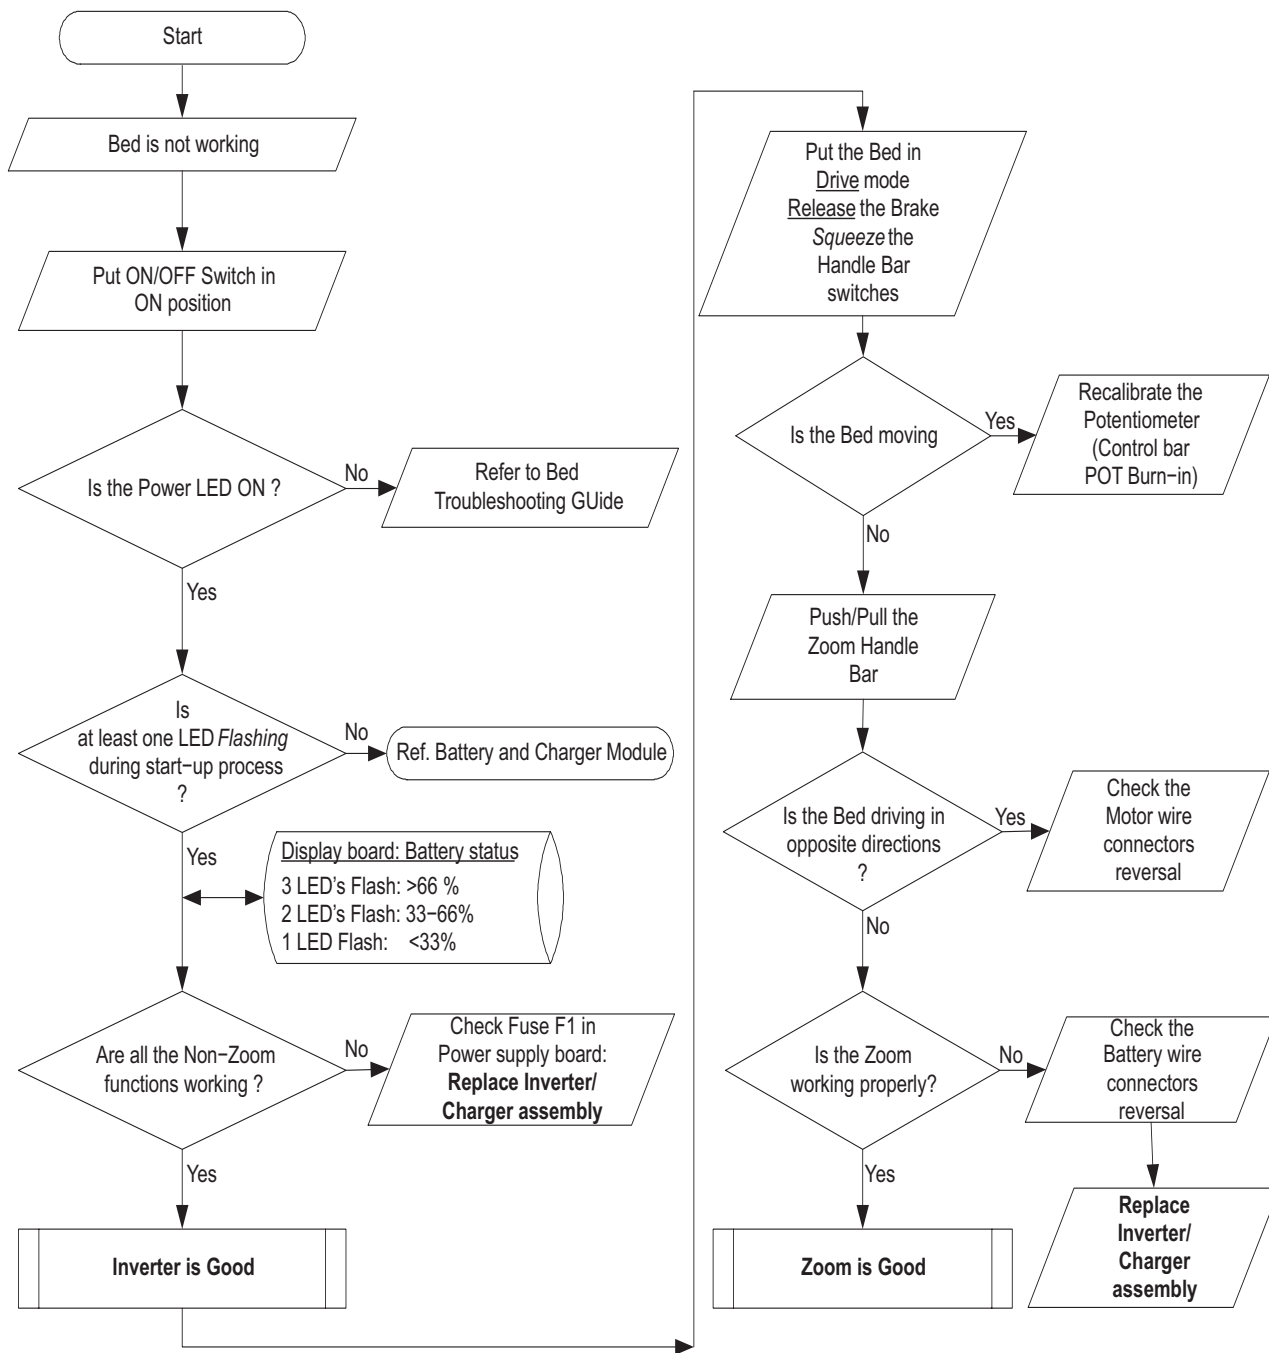 Start
Bed is not working
Put ON/OFF Switch in
ON position
Is the Power LED ON ?
No
Refer to Bed
Troubleshooting GUide
Yes
Is
at least one LED Flashing
during start-up process
?
No
Ref. Battery and Charger Module
Yes
Display board: Battery status
3 LED's Flash: >66 %
2 LED's Flash: 33-66%
1 LED Flash: <33%
Are all the Non-Zoom
functions working ?
No
Check Fuse F1 in
Power supply board:
Replace Inverter/
Charger assembly
Yes
Inverter is Good
Put the Bed in
Drive mode
Release the Brake
Squeeze the
Handle Bar
switches
Is the Bed moving
Yes
Recalibrate the
Potentiometer
(Control bar
POT Burn-in)
No
Push/Pull the
Zoom Handle
Bar
Is the Bed driving in
opposite directions
?
Yes
Check the
Motor wire
connectors
reversal
No
Is the Zoom
working properly?
No
Check the
Battery wire
connectors
reversal
Yes
Replace
Inverter/
Charger
assembly
Zoom is Good